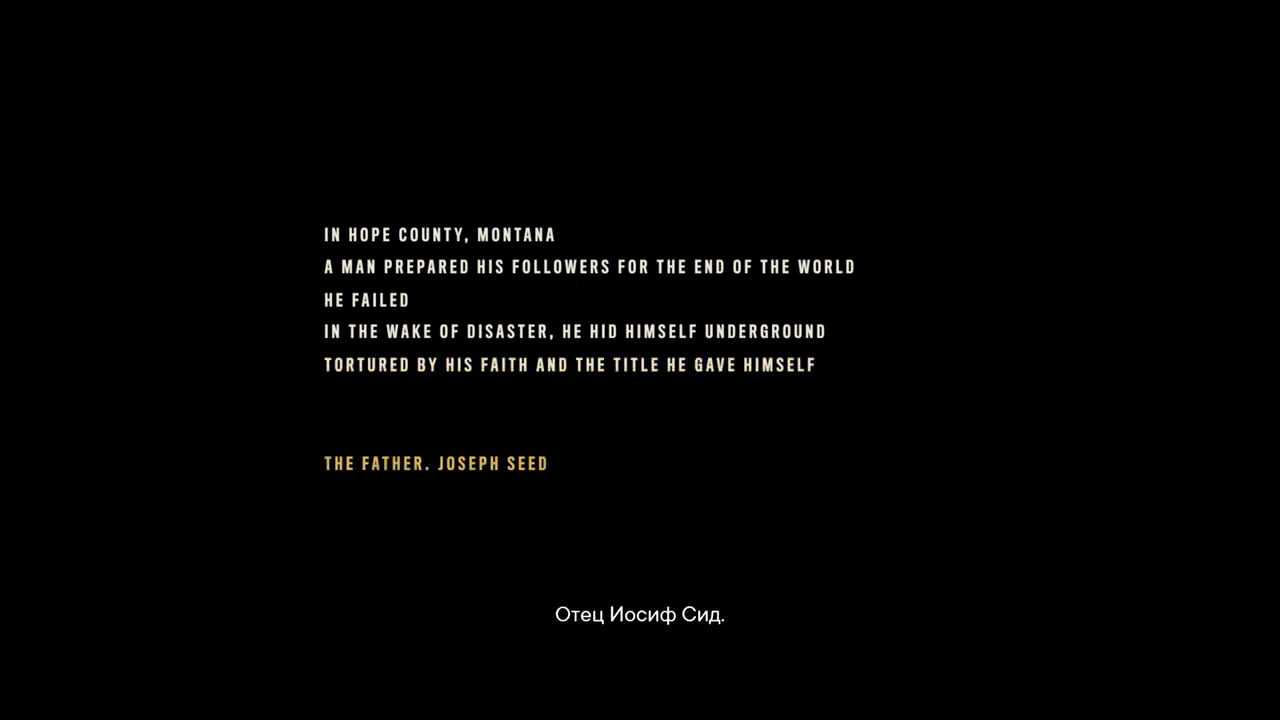 IN HOPE COUNTY, MONTANA
A MAN PREPARED HIS FOLLOWERS FOR THE END OF THE WORLD
HE FAILED
IN THE WAKE OF DISASTER, HE HID HIMSELF UNDERGROUND
TORTURED BY HIS FAITH AND THE TITLE HE GAVE HIMSELF
THE FATHER. JOSEPH SEED
Отец Иосиф Сид.